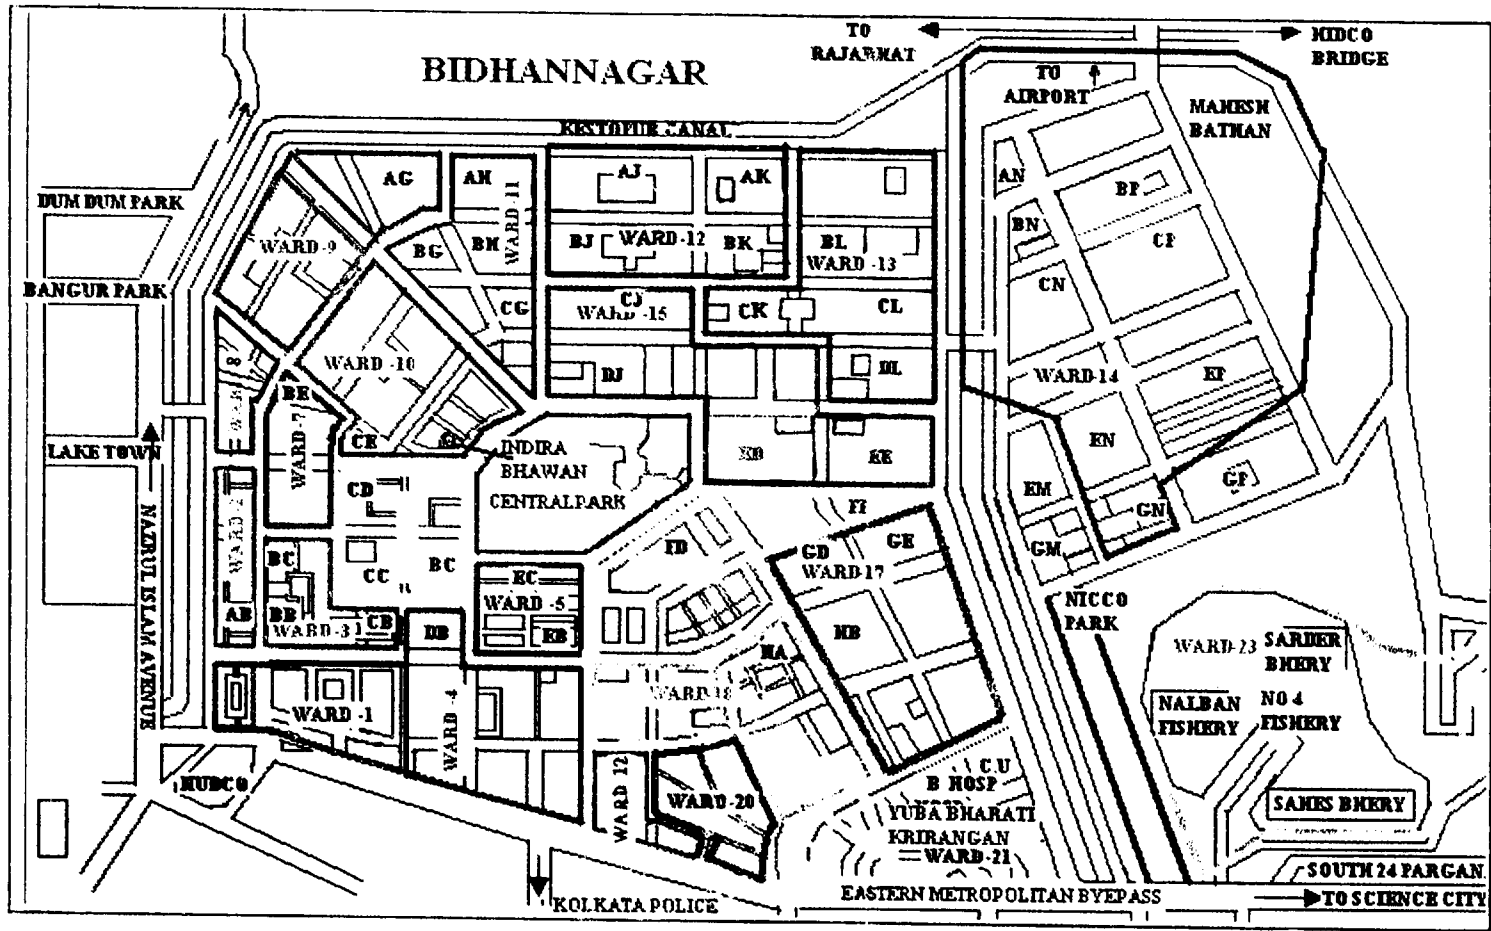 BIDHANNAGAR
TO
RAJARHAT
HIDCO
BRIDGE
TO
AIRPORT
MAHESH
BATHAN
KESTOPUR CANAL
DUM DUM PARK
BANGUR PARK
LAKE TOWN
NAZRUL ISLAM AVENUE
AG
AH
WARD -11
AJ
AK
AN
BP
WARD -9
BG
BH
BJ
WARD -12
BK
BL
WARD -13
BN
CP
CN
CG
CJ
WARD -15
CK
CL
8
WARD
WARD -10
BE
DJ
DL
WARD-14
EP
WARD-7
CE
INDIRA
BHAWAN
CENTRALPARK
ED
EE
EN
CD
EM
GP
GN
WARD-2
FF
BC
CC
BC
FD
GD
GE
WARD-17
GM
EC
WARD -5
EB
AB
BB
WARD -3
CB
DB
HB
HA
NICCO
PARK
WARD-23
SARDER
BHERY
NALBAN
FISHERY
NO 4
FISHERY
WARD -1
WARD -4
WARD-18
HUDCO
WARD 12
WARD-20
C.U
B HOSP
YUBA BHARATI
KRIRANGAN
WARD-21
SAHES BHERY
SOUTH 24 PARGAN
EASTERN METROPOLITAN BYEPASS
TO SCIENCE CITY
KOLKATA POLICE